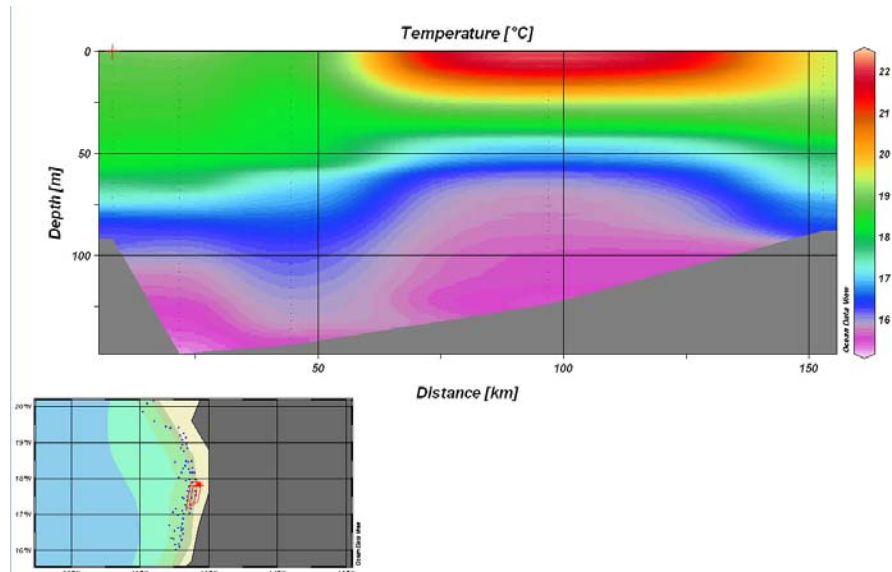 Temperature [°C]
0
50
100
Depth [m]
50
100
150
Distance [km]
22
21
20
19
18
17
16
Ocean Data View
20°N
19°N
18°N
17°N
16°N
Ocean Data View